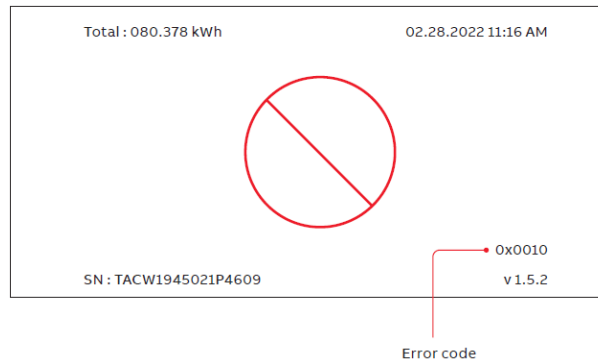 Total : 080.378 kWh 02.28.2022 11:16 AM
0x0010
SN : TACW1945021P4609 v 1.5.2
Error code